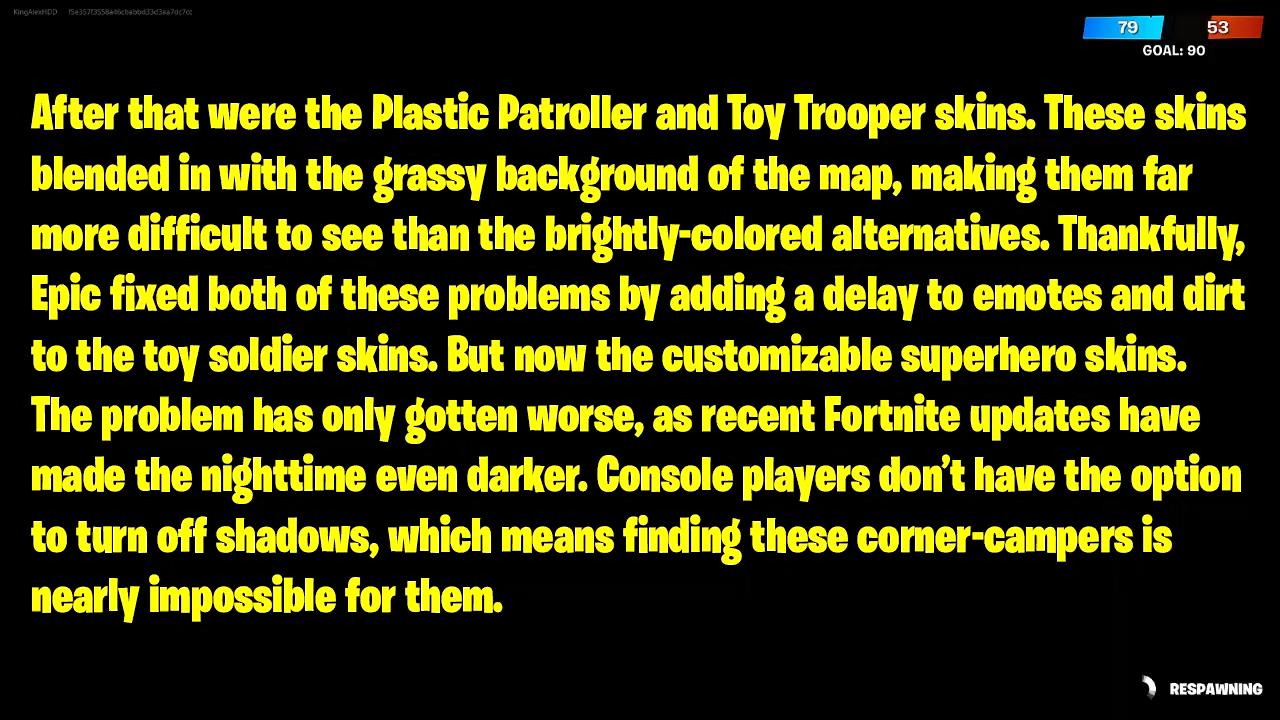 KingAlexHDD
79 53
GOAL: 90
After that were the Plastic Patroller and Toy Trooper skins. These skins
blended in with the grassy background of the map, making them far
more difficult to see than the brightly-colored alternatives. Thankfully,
Epic fixed both of these problems by adding a delay to emotes and dirt
to the toy soldier skins. But now the customizable superhero skins.
The problem has only gotten worse, as recent Fortnite updates have
made the nighttime even darker. Console players don’t have the option
to turn off shadows, which means finding these corner-campers is
nearly impossible for them.
RESPAWNING